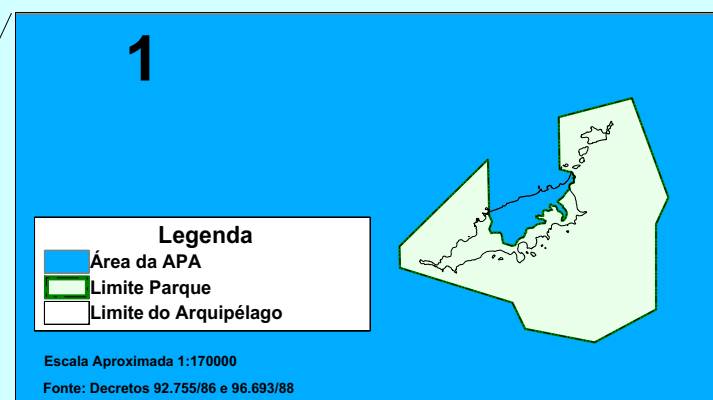 1
Legenda
Área da APA
Limite Parque
Limite do Arquipélago
Escala Aproximada 1:170000
Fonte: Decretos 92.755/86 e 96.693/88